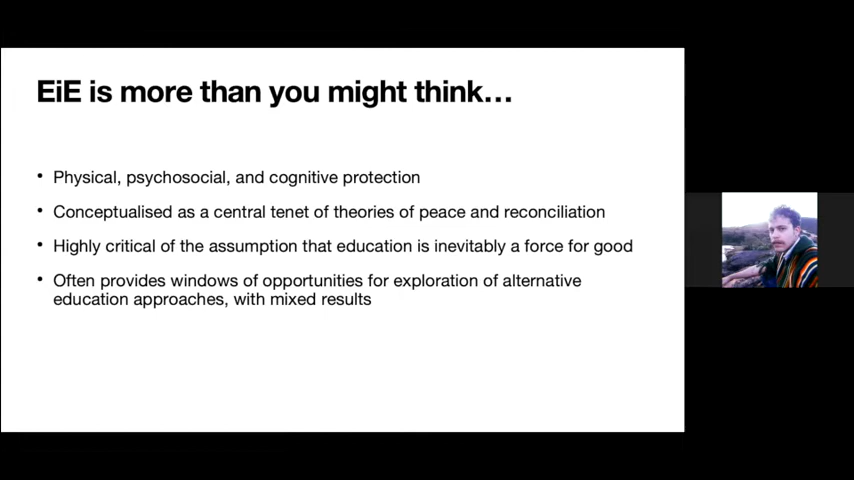 EiE is more than you might think…
• Physical, psychosocial, and cognitive protection
• Conceptualised as a central tenet of theories of peace and reconciliation
• Highly critical of the assumption that education is inevitably a force for good
• Often provides windows of opportunities for exploration of alternative
education approaches, with mixed results